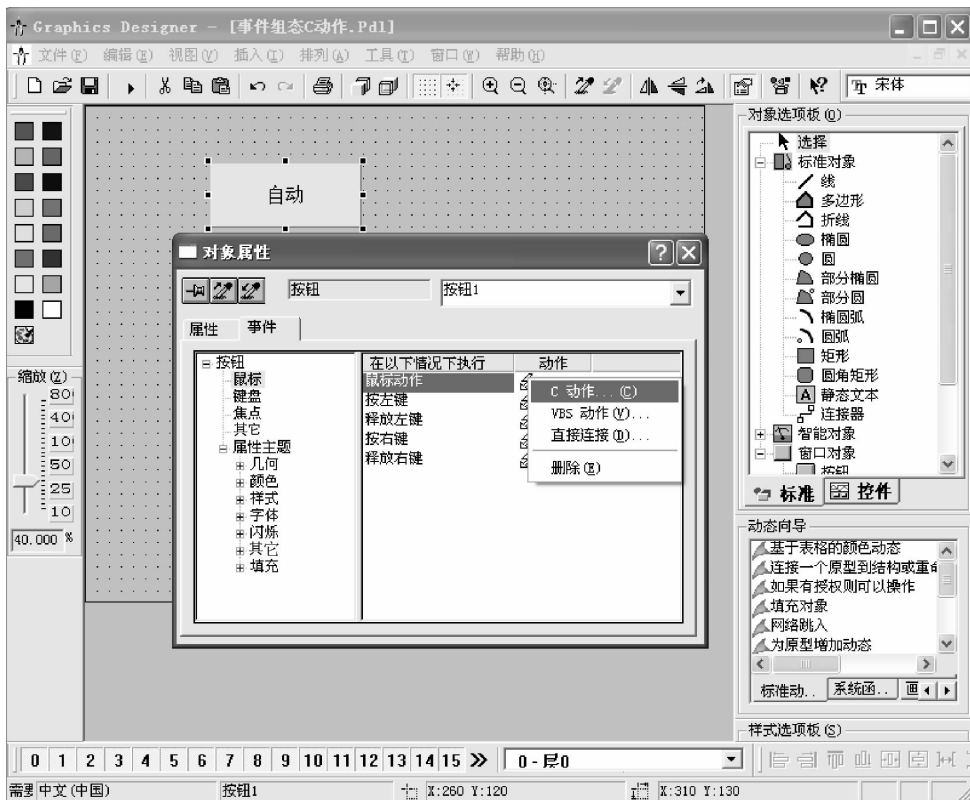 Graphics Designer - [事件组态C动作.Pdl]
文件(F) 编辑(E) 视图(V) 插入(I) 排列(A) 工具(T) 窗口(W) 帮助(H)
宋体
自动
对象属性
按钮 按钮1
属性 事件
按钮
鼠标
键盘
焦点
其它
属性主题
几何
颜色
样式
字体
闪烁
其它
填充
在以下情况下执行 动作
鼠标动作
按左键
释放左键
按右键
释放右键
C 动作...(C)
VBS 动作(V)...
直接连接(D)...
删除(E)
缩放(Z)
80
40
10
50
25
10
40.000 %
对象选项板(O)
选择
标准对象
线
多边形
折线
椭圆
圆
部分椭圆
部分圆
椭圆弧
圆弧
矩形
圆角矩形
静态文本
连接器
智能对象
窗口对象
按钮
标准 控件
动态向导
基于表格的颜色动态
连接一个原型到结构或重命
如果有授权则可以操作
填充对象
网络跳入
为原型增加动态
标准动.. 系统函.. 画
样式选项板(S)
0 1 2 3 4 5 6 7 8 9 10 11 12 13 14 15 0 - 层0
需要 中文(中国) 按钮1 X:260 Y:120 X:310 Y:130